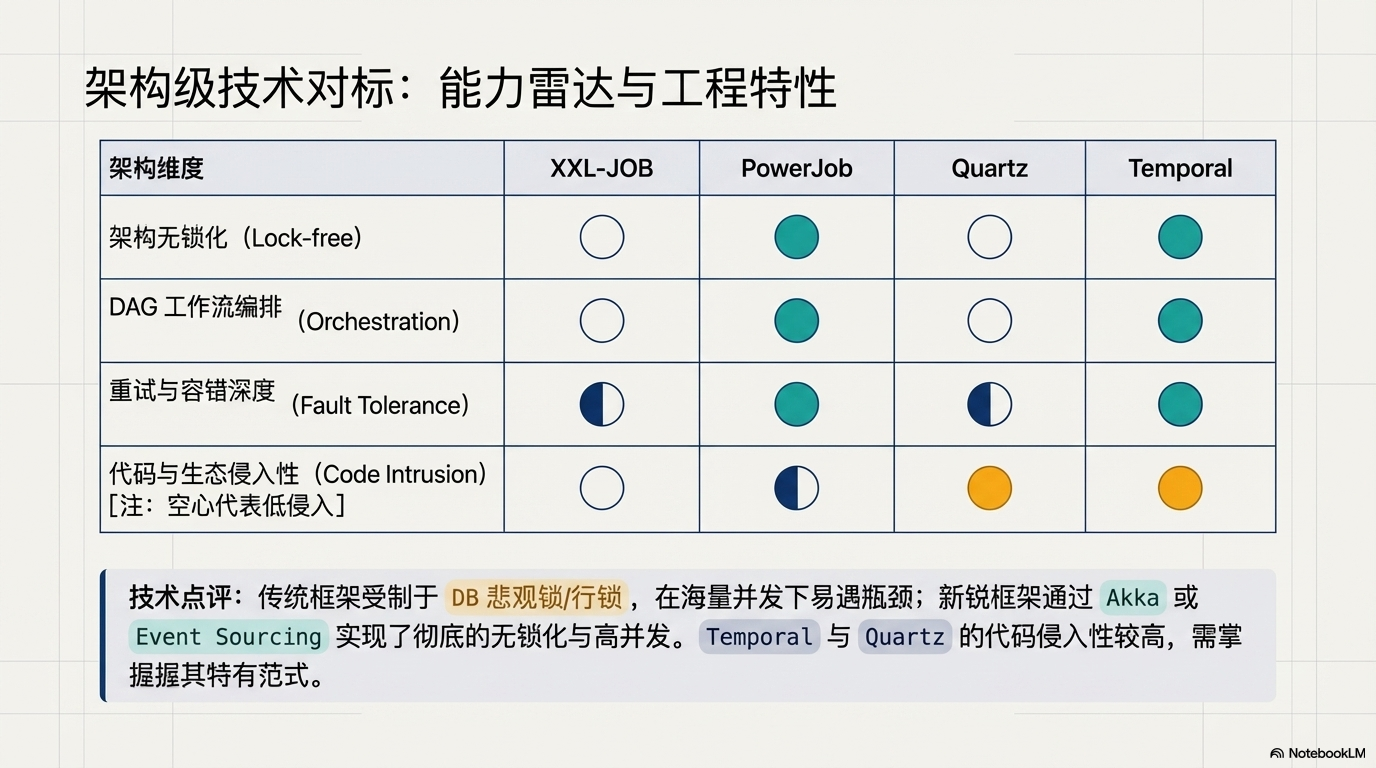 架构级技术对标：能力雷达与工程特性
架构维度 XXL-JOB PowerJob Quartz Temporal
架构无锁化（Lock-free）
DAG 工作流编排（Orchestration）
重试与容错深度（Fault Tolerance）
代码与生态侵入性（Code Intrusion）
[注：空心代表低侵入]
技术点评：传统框架受制于 DB 悲观锁/行锁，在海量并发下易遇瓶颈；新锐框架通过 Akka 或
Event Sourcing 实现了彻底的无锁化与高并发。Temporal 与 Quartz 的代码侵入性较高，需掌
握握其特有范式。
NotebookLM